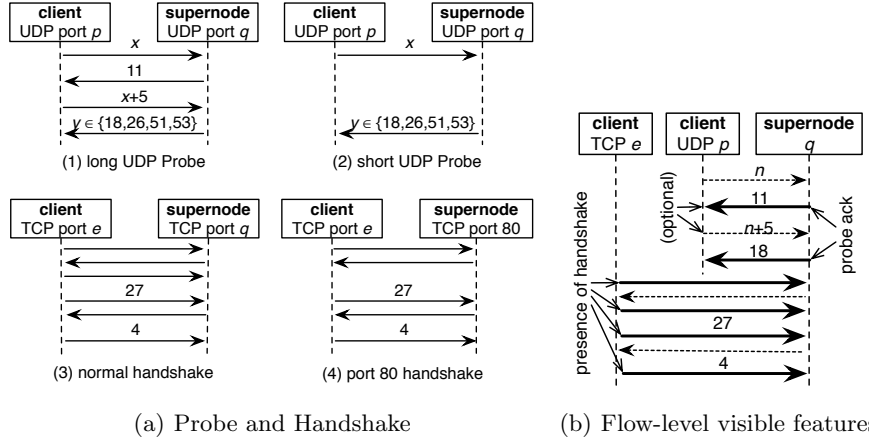 client
UDP port p
supernode
UDP port q
x
11
x+5
y ∈ {18,26,51,53}
(1) long UDP Probe
client
UDP port p
supernode
UDP port q
x
y ∈ {18,26,51,53}
(2) short UDP Probe
client
TCP port e
supernode
TCP port q
27
4
(3) normal handshake
client
TCP port e
supernode
TCP port 80
27
4
(4) port 80 handshake
(a) Probe and Handshake
client
TCP e
client
UDP p
supernode
q
n
11
n+5
18
27
4
(optional)
probe ack
presence of handshake
(b) Flow-level visible features